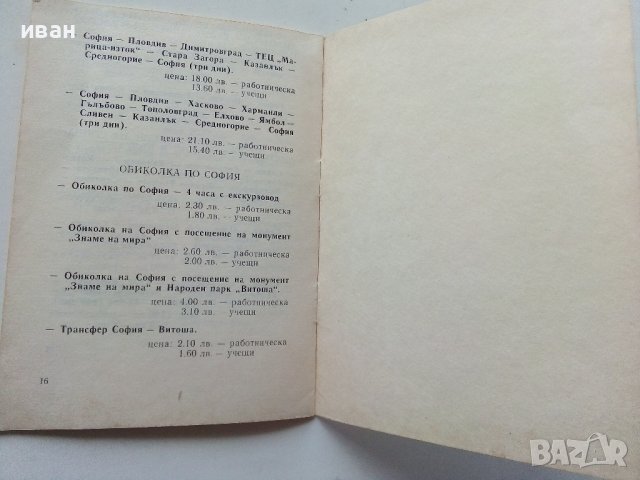 иван
София — Пловдив — Димитровград — ТЕЦ „Ма-
рица-изток" — Стара Загора — Казанлък —
Средногорие — София (три дни).
цена: 18.00 лв. — работническа
13.60 лв. — учещи
— София — Пловдив — Хасково — Харманли —
Гълъбово — Тополовград — Елхово — Ямбол —
Сливен — Казанлък — Средногорие — София
(три дни).
цена: 21.10 лв. — работническа
15.40 лв. — учещи
ОБИКОЛКА ПО СОФИЯ
— Обиколка по София — 4 часа с екскурзовод
цена: 2.30 лв. — работническа
1.80 лв. — учещи
— Обиколка на София с посещение на монумент
„Знаме на мира"
цена: 2.60 лв. — работническа
2.00 лв. — учещи
— Обиколка на София с посещение на монумент
„Знаме на мира" и Народен парк „Витоша".
цена: 4.00 лв. — работническа
3.10 лв. — учещи
— Трансфер София — Витоша.
цена: 2.10 лв. — работническа
1.60 лв. — учещи
16
BAZAR